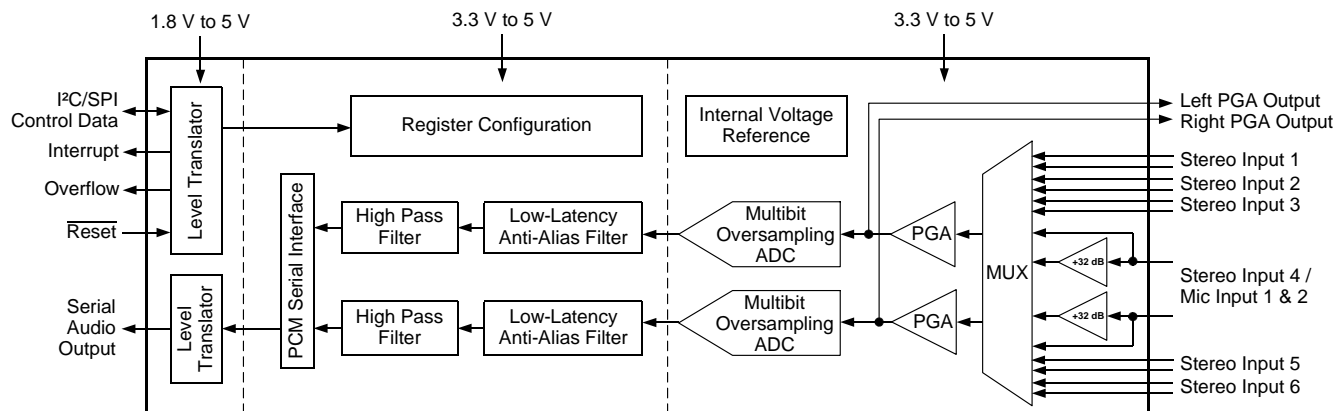 1.8 V to 5 V
3.3 V to 5 V
3.3 V to 5 V
I²C/SPI
Control Data
Interrupt
Overflow
Reset
Serial
Audio
Output
Level Translator
Level
Translator
Register Configuration
Internal Voltage
Reference
PCM Serial Interface
High Pass
Filter
Low-Latency
Anti-Alias Filter
Multibit
Oversampling
ADC
PGA
High Pass
Filter
Low-Latency
Anti-Alias Filter
Multibit
Oversampling
ADC
PGA
MUX
+32 dB
+32 dB
Left PGA Output
Right PGA Output
Stereo Input 1
Stereo Input 2
Stereo Input 3
Stereo Input 4 /
Mic Input 1 & 2
Stereo Input 5
Stereo Input 6